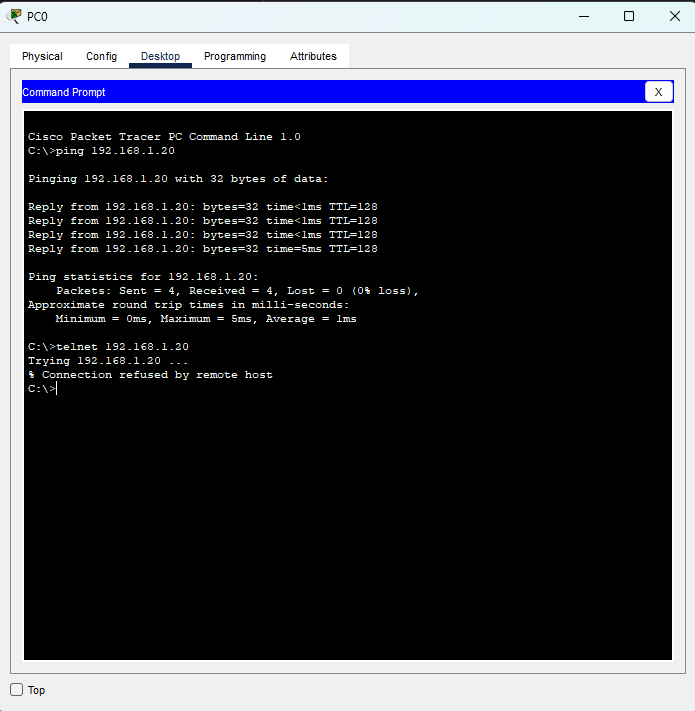 PC0
Physical Config Desktop Programming Attributes
Command Prompt X
Cisco Packet Tracer PC Command Line 1.0
C:\>ping 192.168.1.20
Pinging 192.168.1.20 with 32 bytes of data:
Reply from 192.168.1.20: bytes=32 time<1ms TTL=128
Reply from 192.168.1.20: bytes=32 time<1ms TTL=128
Reply from 192.168.1.20: bytes=32 time<1ms TTL=128
Reply from 192.168.1.20: bytes=32 time=5ms TTL=128
Ping statistics for 192.168.1.20:
Packets: Sent = 4, Received = 4, Lost = 0 (0% loss),
Approximate round trip times in milli-seconds:
Minimum = 0ms, Maximum = 5ms, Average = 1ms
C:\>telnet 192.168.1.20
Trying 192.168.1.20 ...
% Connection refused by remote host
C:\>
Top